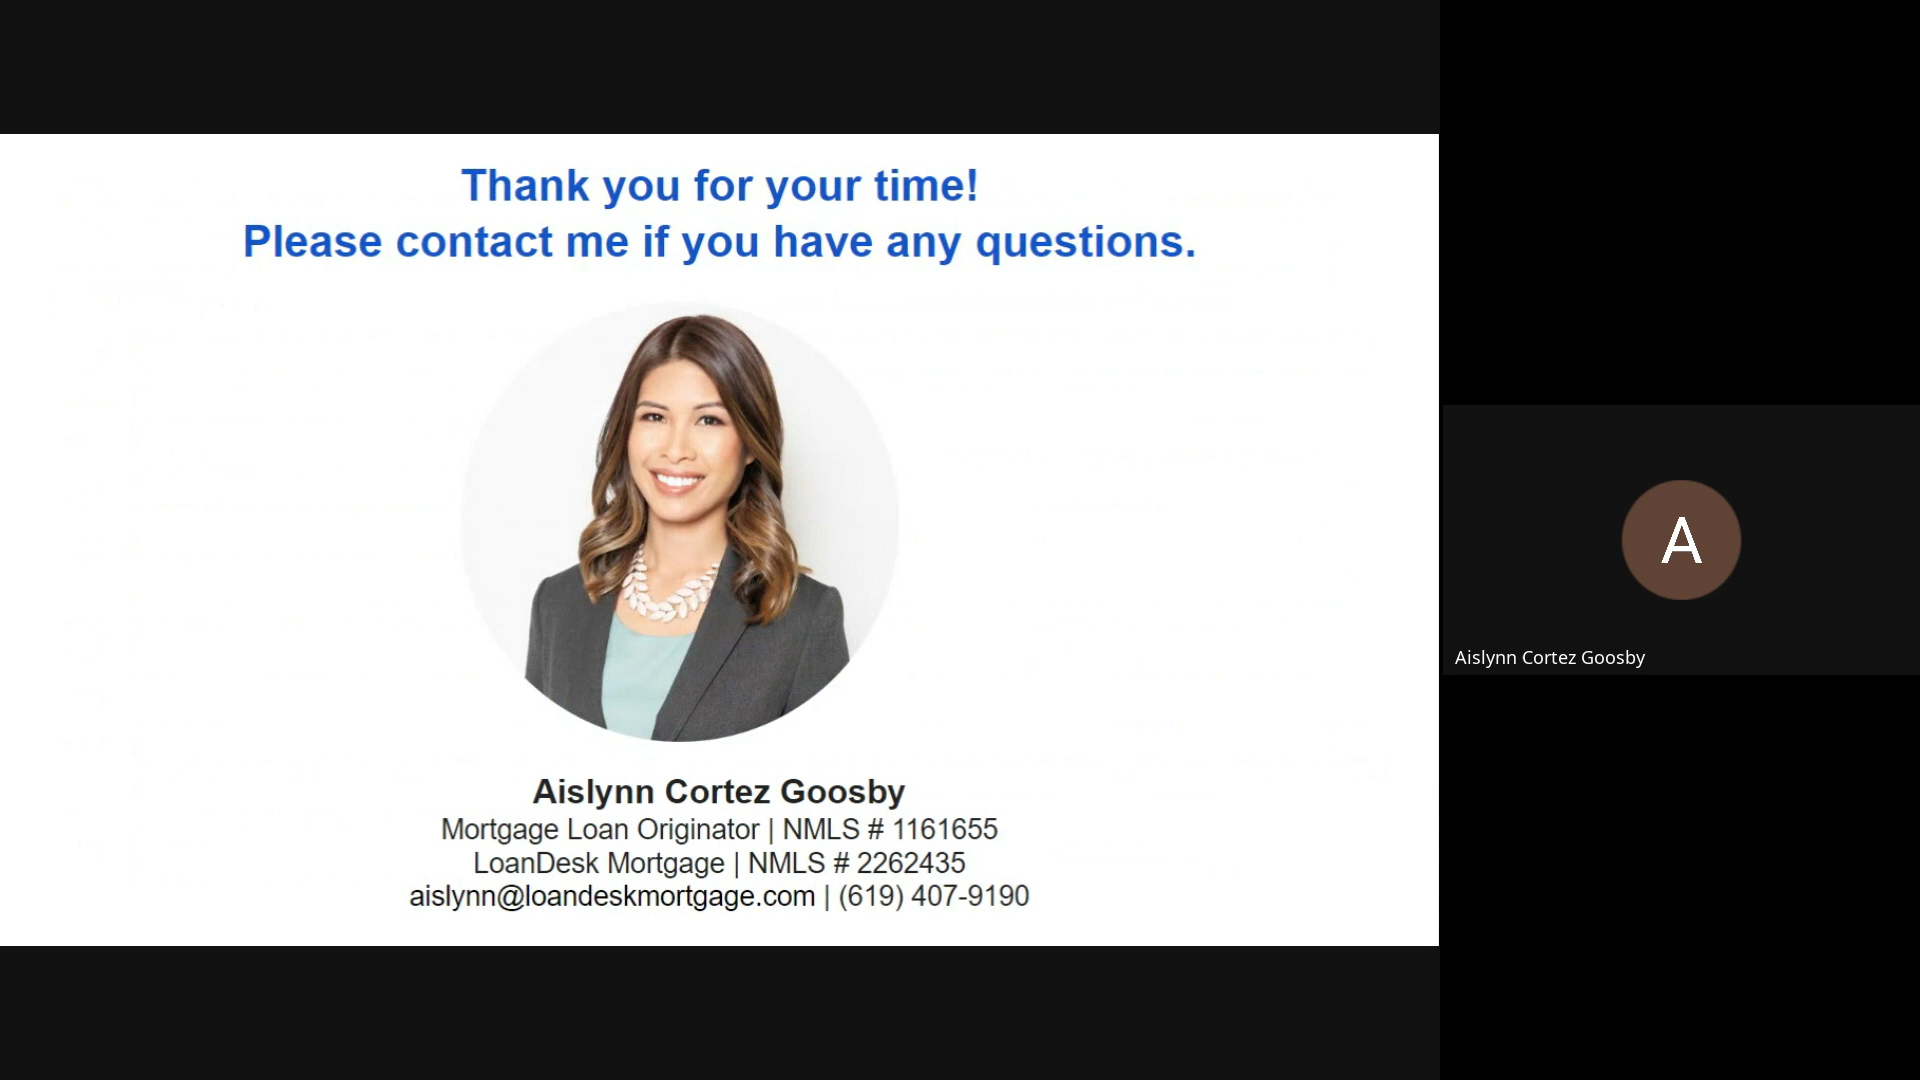 Thank you for your time!
Please contact me if you have any questions.
Aislynn Cortez Goosby
Mortgage Loan Originator | NMLS # 1161655
LoanDesk Mortgage | NMLS # 2262435
aislynn@loandeskmortgage.com | (619) 407-9190
A
Aislynn Cortez Goosby